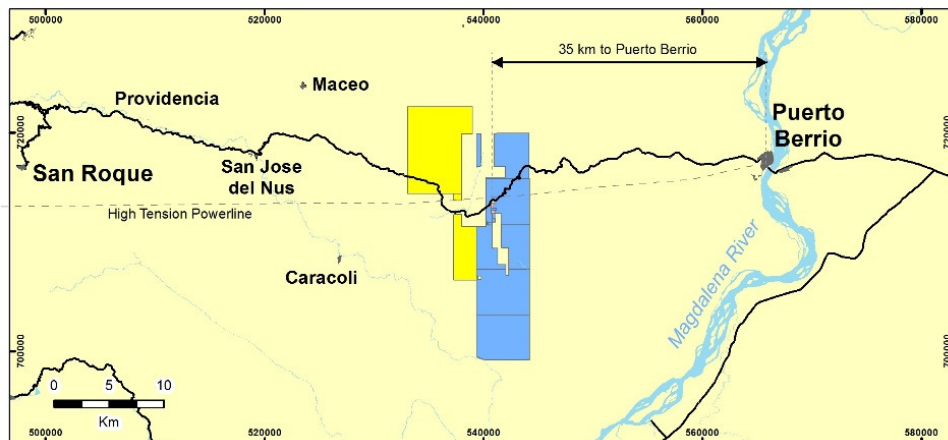 500000
520000
540000
560000
580000
35 km to Puerto Berrio
Maceo
Providencia
Puerto
Berrio
720000
720000
San Roque
San Jose
del Nus
High Tension Powerline
Caracoli
Magdalena River
700000
700000
0
5
10
Km
500000
520000
540000
560000
580000